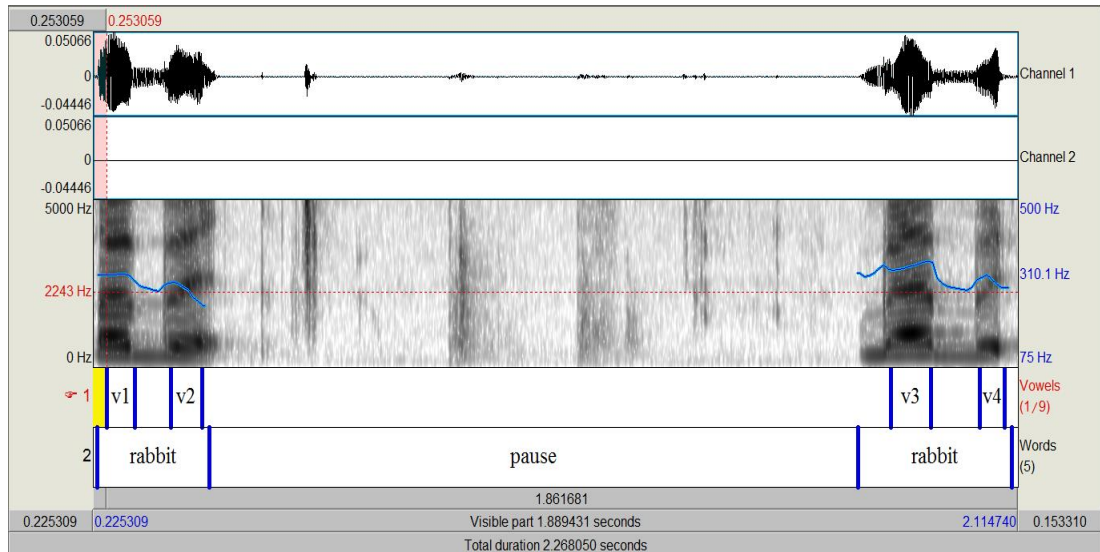 0.253059 0.253059
0.05066
0
-0.04446
Channel 1
0.05066
0
-0.04446
Channel 2
5000 Hz 500 Hz
310.1 Hz
2243 Hz
0 Hz 75 Hz
☞ 1 v1 v2 v3 v4 Vowels
(1/9)
2 rabbit pause rabbit Words
(5)
1.861681
0.225309 0.225309 Visible part 1.889431 seconds 2.114740 0.153310
Total duration 2.268050 seconds